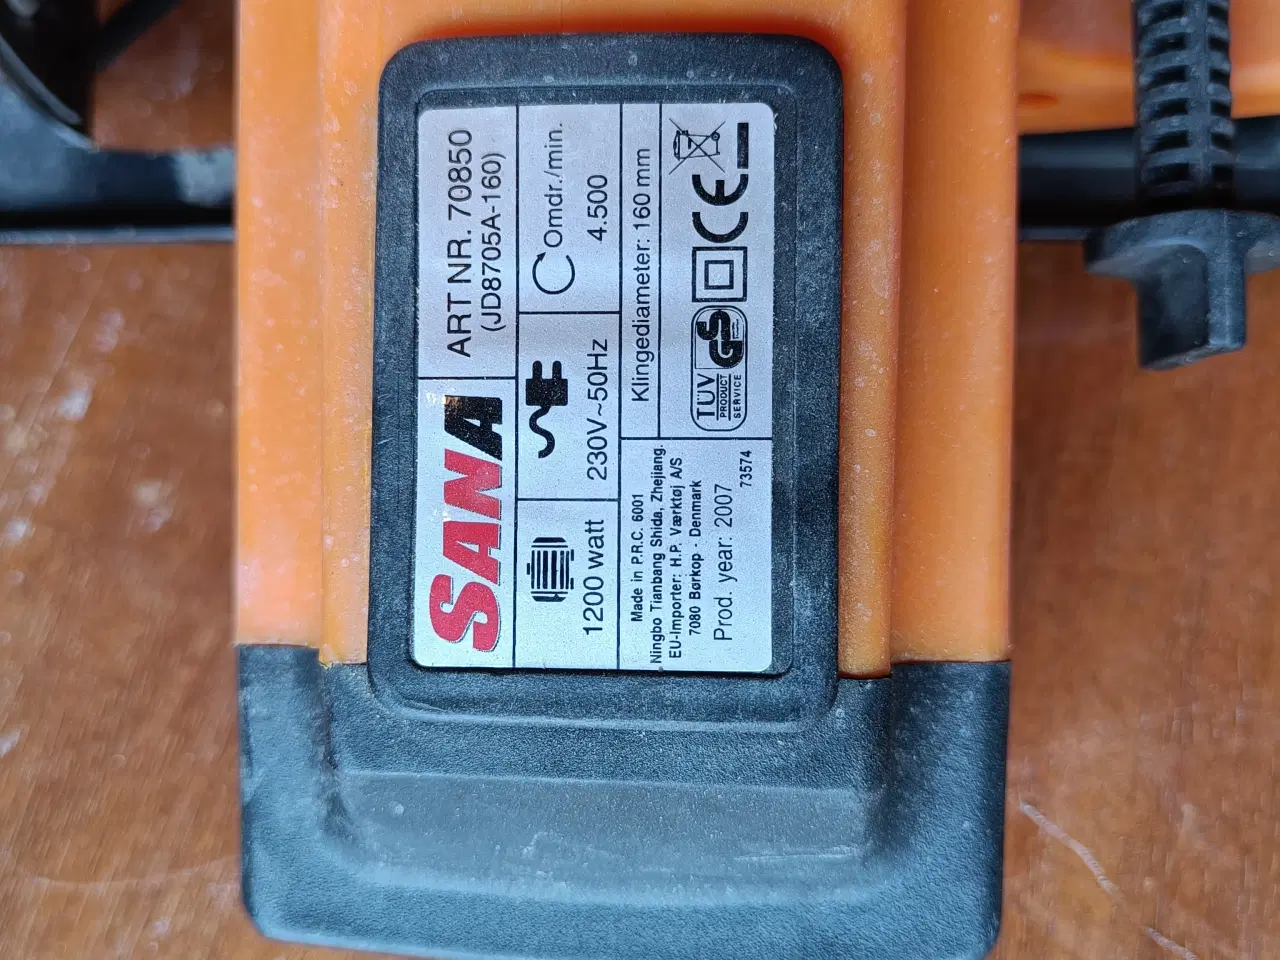 SANA
ART NR. 70850
(JD8705A-160)
1200 watt
230V~50Hz
Omdr./min.
4.500
Made in P.R.C. 6001
Ningbo Tianbang Shida, Zhejiang.
EU-Importer: H.P. Værktøj A/S
7080 Børkop - Denmark
Prod. year: 2007
73574
Klingediameter: 160 mm
TÜV
PRODUCT
SERVICE
GS
CE